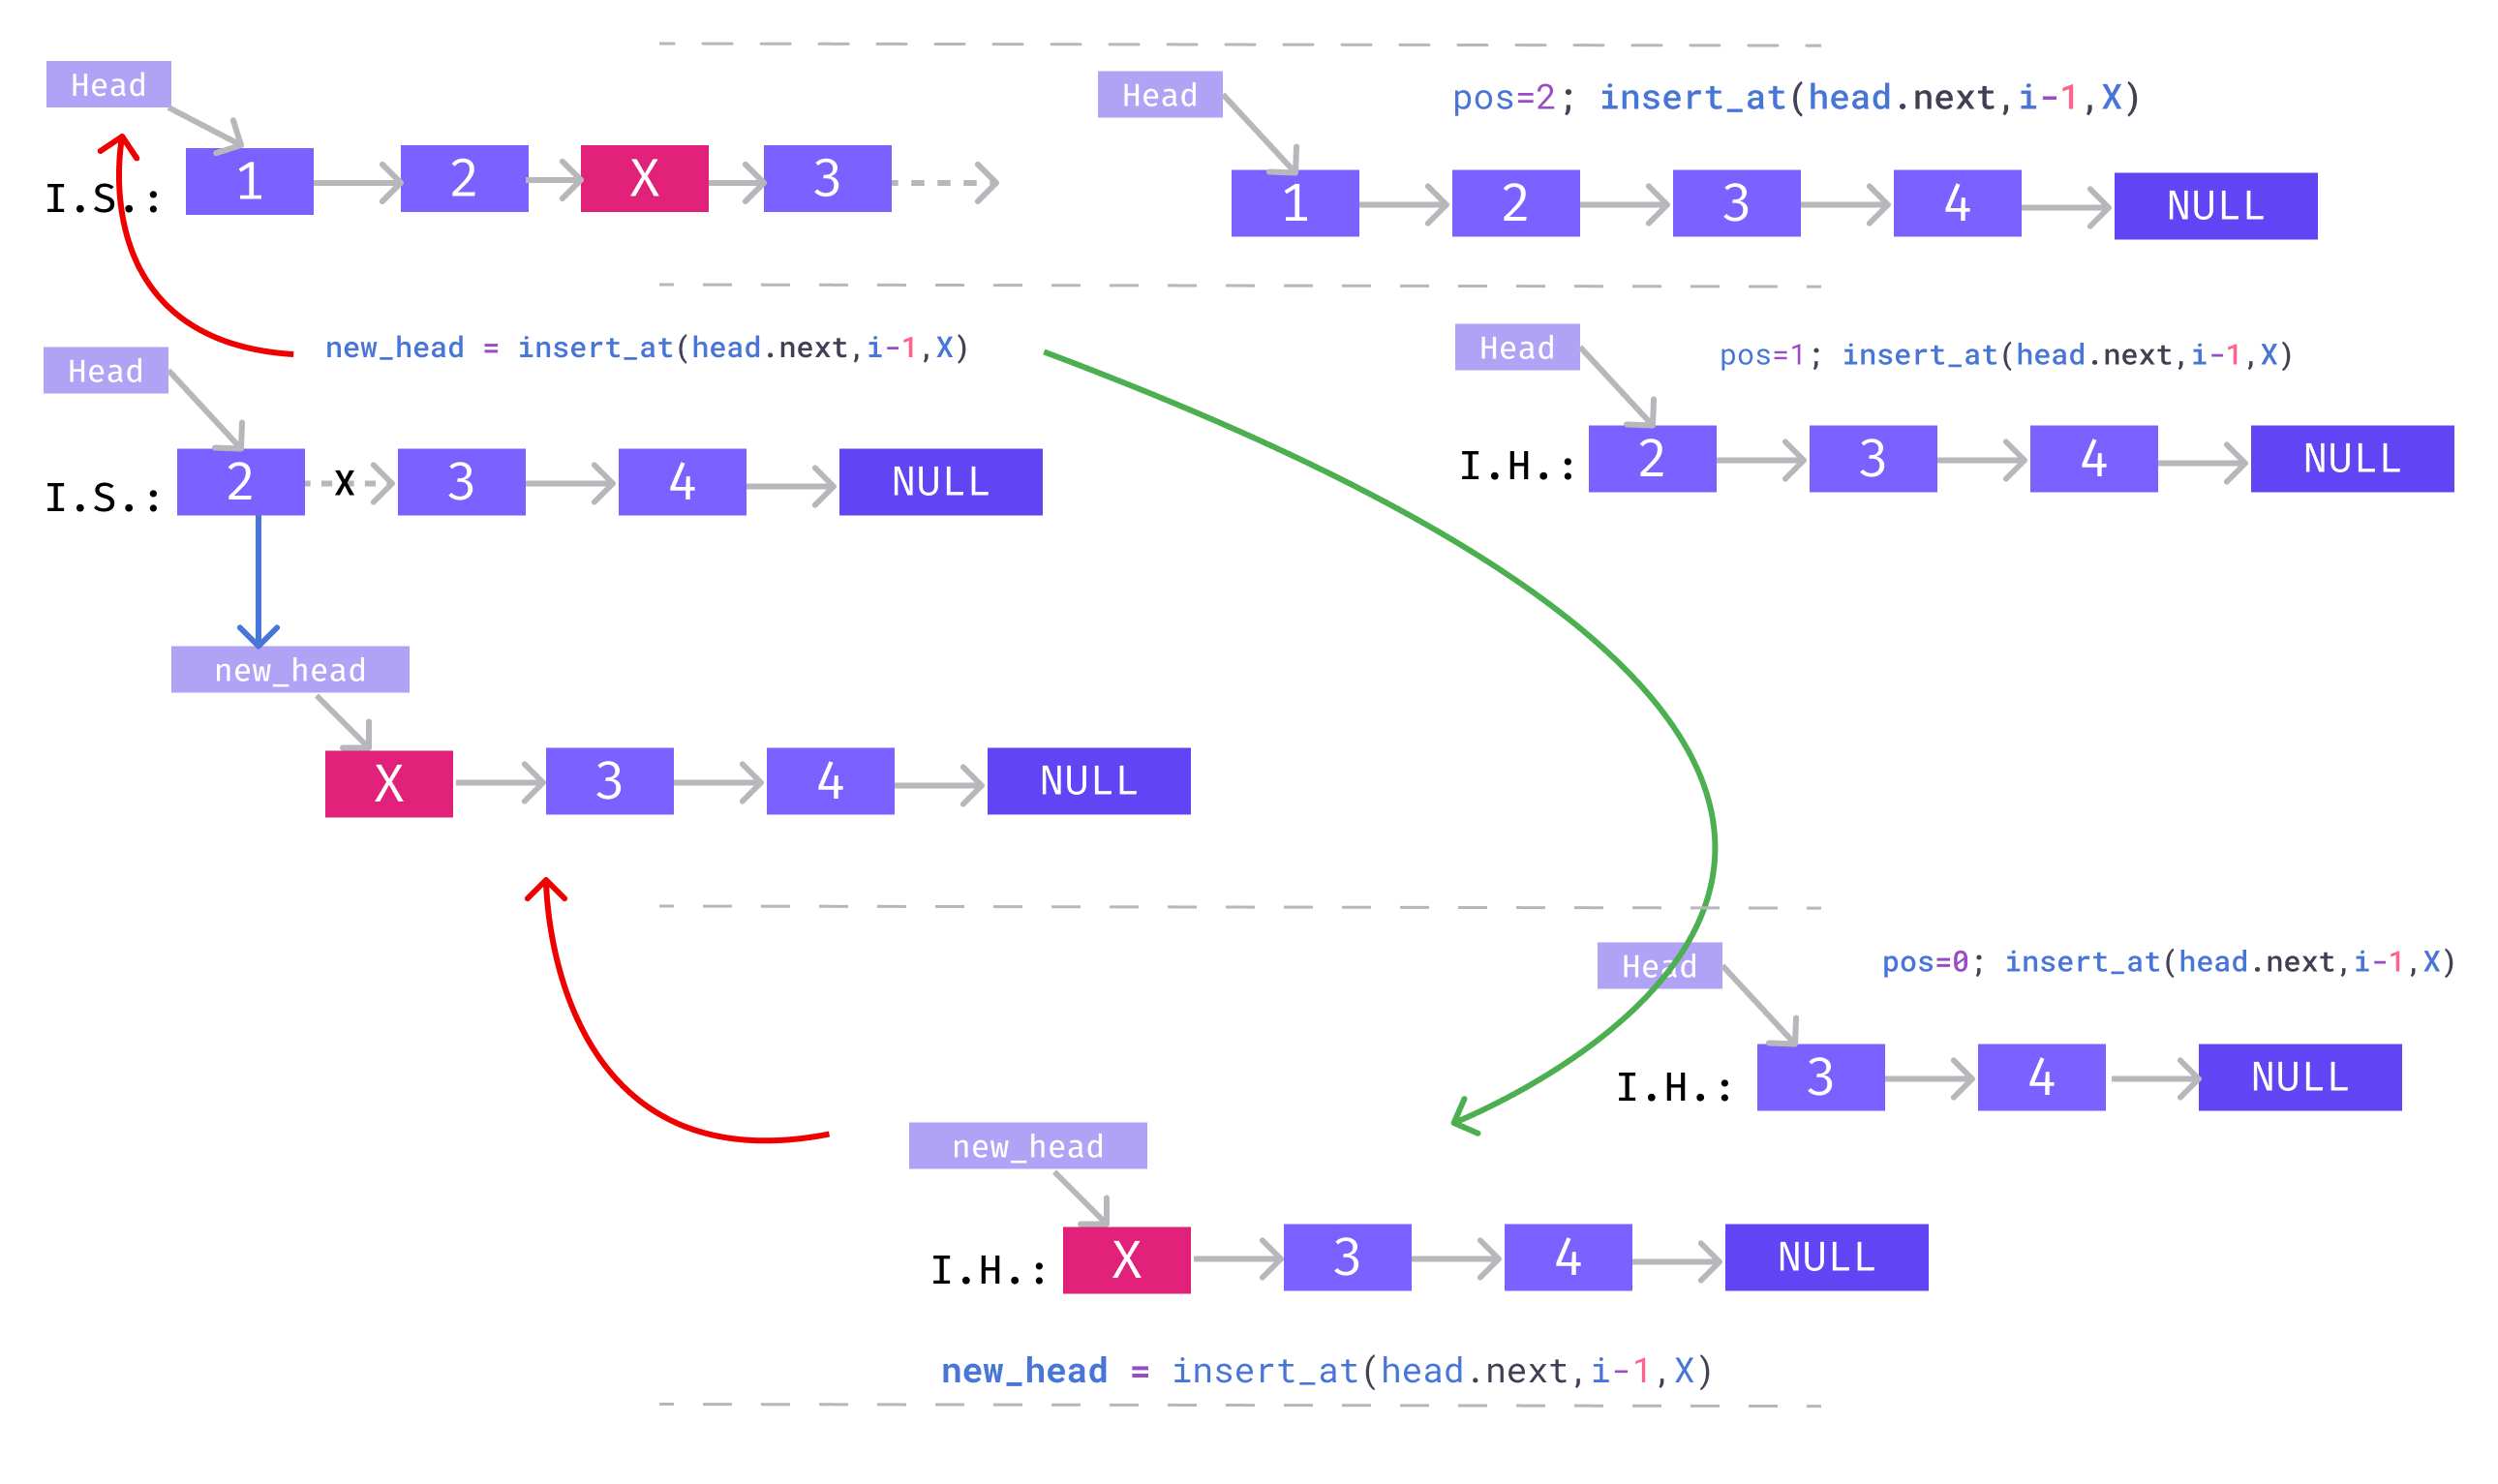 Head
I.S.: 1 2 X 3
Head
pos=2; insert_at(head.next,i-1,X)
1 2 3 4 NULL
new_head = insert_at(head.next,i-1,X)
Head
I.S.: 2 X 3 4 NULL
Head
pos=1; insert_at(head.next,i-1,X)
I.H.: 2 3 4 NULL
new_head
X 3 4 NULL
Head
pos=0; insert_at(head.next,i-1,X)
I.H.: 3 4 NULL
new_head
I.H.: X 3 4 NULL
new_head = insert_at(head.next,i-1,X)